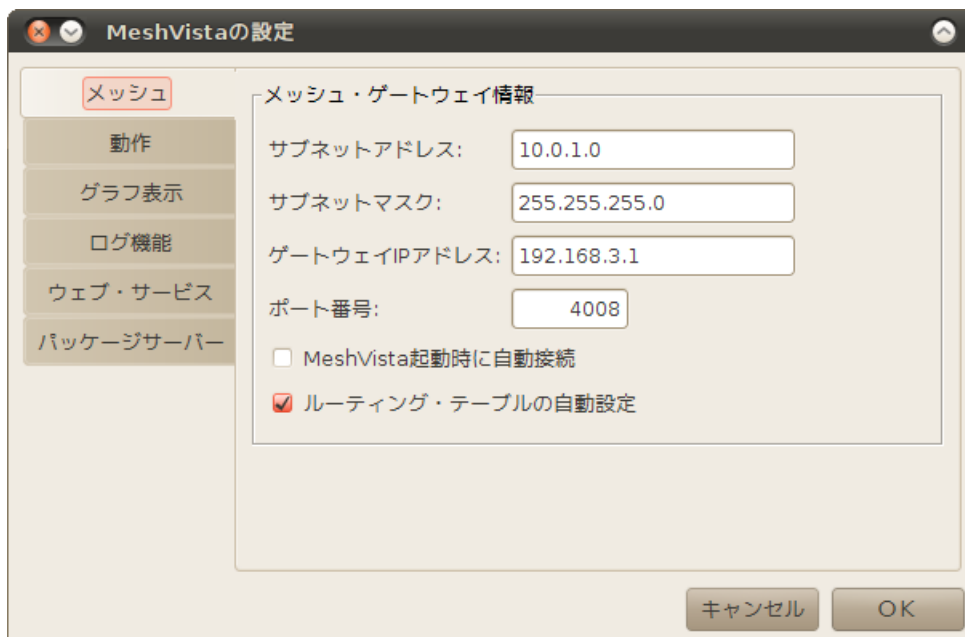 MeshVistaの設定
メッシュ
動作
グラフ表示
ログ機能
ウェブ・サービス
パッケージサーバー
メッシュ・ゲートウェイ情報
サブネットアドレス: 10.0.1.0
サブネットマスク: 255.255.255.0
ゲートウェイIPアドレス: 192.168.3.1
ポート番号: 4008
MeshVista起動時に自動接続
ルーティング・テーブルの自動設定
キャンセル OK